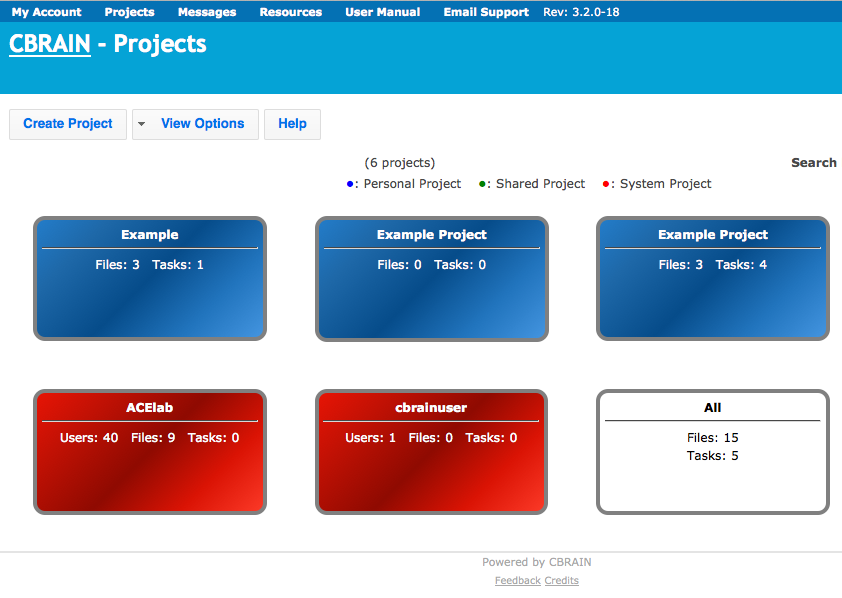 My Account Projects Messages Resources User Manual Email Support Rev: 3.2.0-18
CBRAIN - Projects
Create Project View Options Help
(6 projects) Search
: Personal Project : Shared Project : System Project
Example Example Project Example Project
Files: 3 Tasks: 1 Files: 0 Tasks: 0 Files: 3 Tasks: 4
ACElab cbrainuser All
Users: 40 Files: 9 Tasks: 0 Users: 1 Files: 0 Tasks: 0 Files: 15
Tasks: 5
Powered by CBRAIN
Feedback Credits